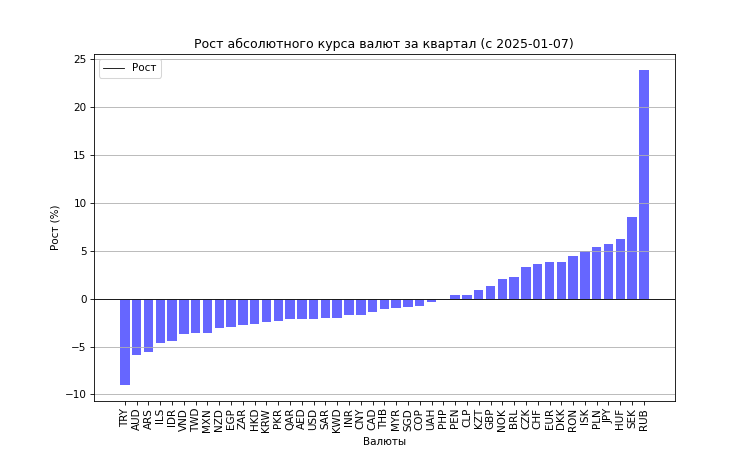 Рост абсолютного курса валют за квартал (с 2025-01-07)
Рост
Рост (%)
25
20
15
10
5
0
−5
−10
TRY
AUD
ARS
ILS
IDR
VND
TWD
MXN
NZD
EGP
ZAR
HKD
KRW
PKR
QAR
AED
USD
SAR
KWD
INR
CNY
CAD
THB
MYR
SGD
COP
UAH
PHP
PEN
CLP
KZT
GBP
NOK
BRL
CZK
CHF
EUR
DKK
RON
ISK
PLN
JPY
HUF
SEK
RUB
Валюты